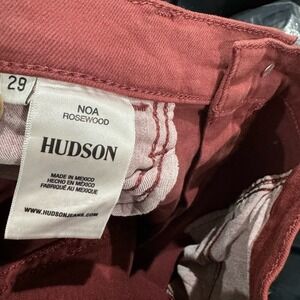 29
NOA
ROSEWOOD
HUDSON
MADE IN MEXICO
HECHO EN MÉXICO
FABRIQUÉ AU MEXIQUE
WWW.HUDSONJEANS.COM